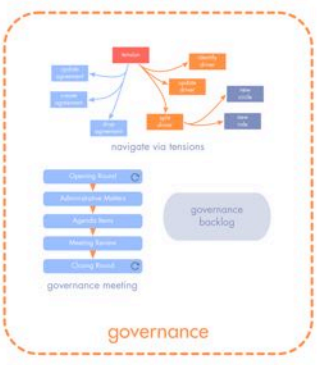 tension
identify
driver
update
agreement
update
driver
create
agreement
new
circle
drop
agreement
split
driver
new
role
navigate via tensions
Opening Round
Administrative Matters
Agenda Items
Meeting Review
Closing Round
governance
backlog
governance meeting
governance